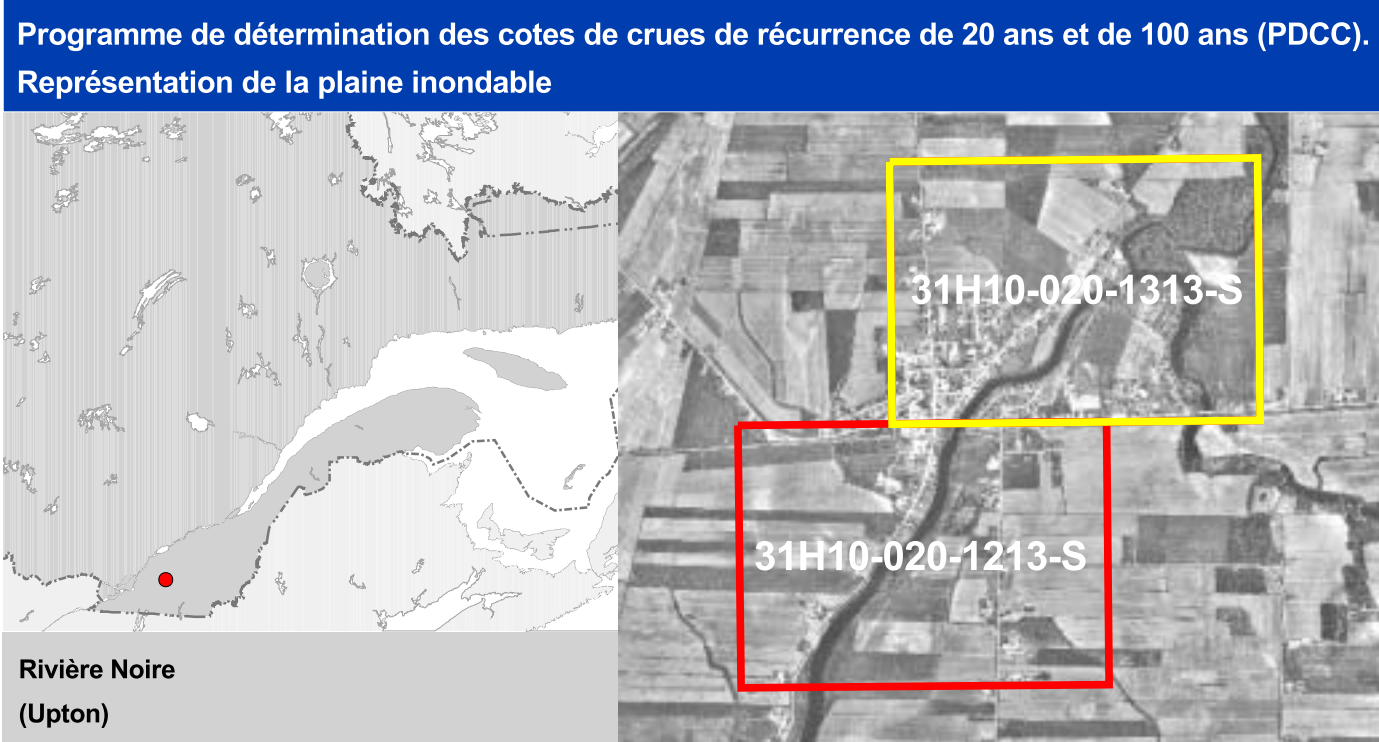 Programme de détermination des cotes de crues de récurrence de 20 ans et de 100 ans (PDCC).
Représentation de la plaine inondable
31H10-020-1313-S
31H10-020-1213-S
Rivière Noire
(Upton)